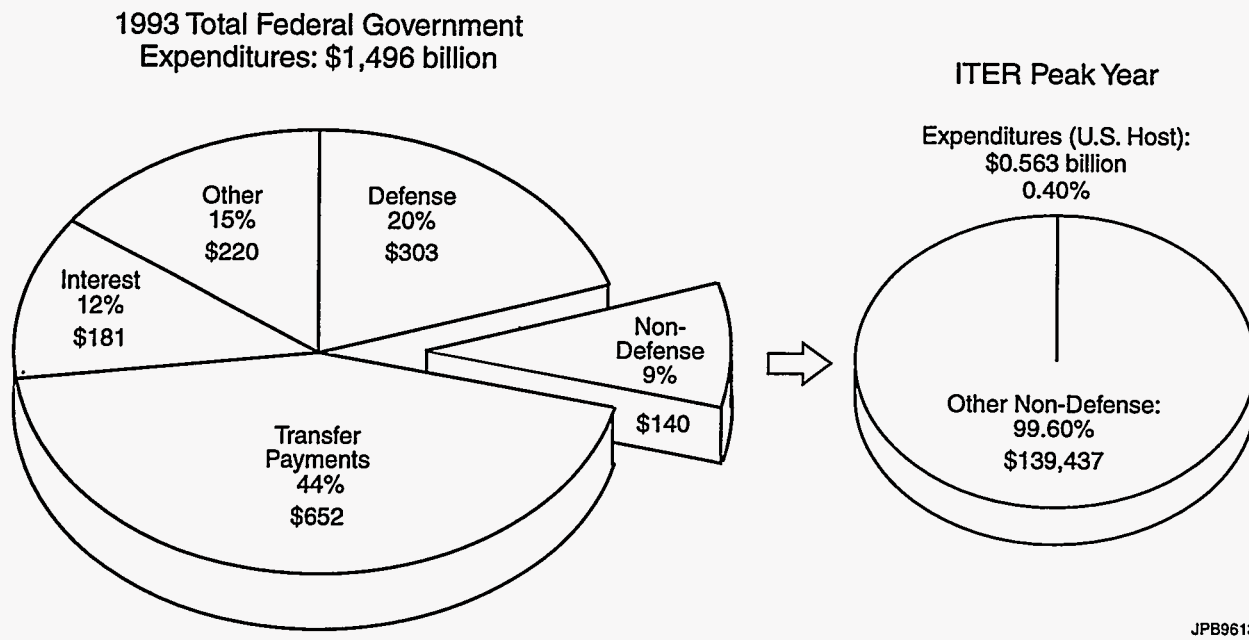 1993 Total Federal Government
Expenditures: $1,496 billion
ITER Peak Year
Expenditures (U.S. Host):
$0.563 billion
0.40%
Other
15%
$220
Defense
20%
$303
Interest
12%
$181
Non-
Defense
9%
$140
Transfer
Payments
44%
$652
Other Non-Defense:
99.60%
$139,437
JPB9613